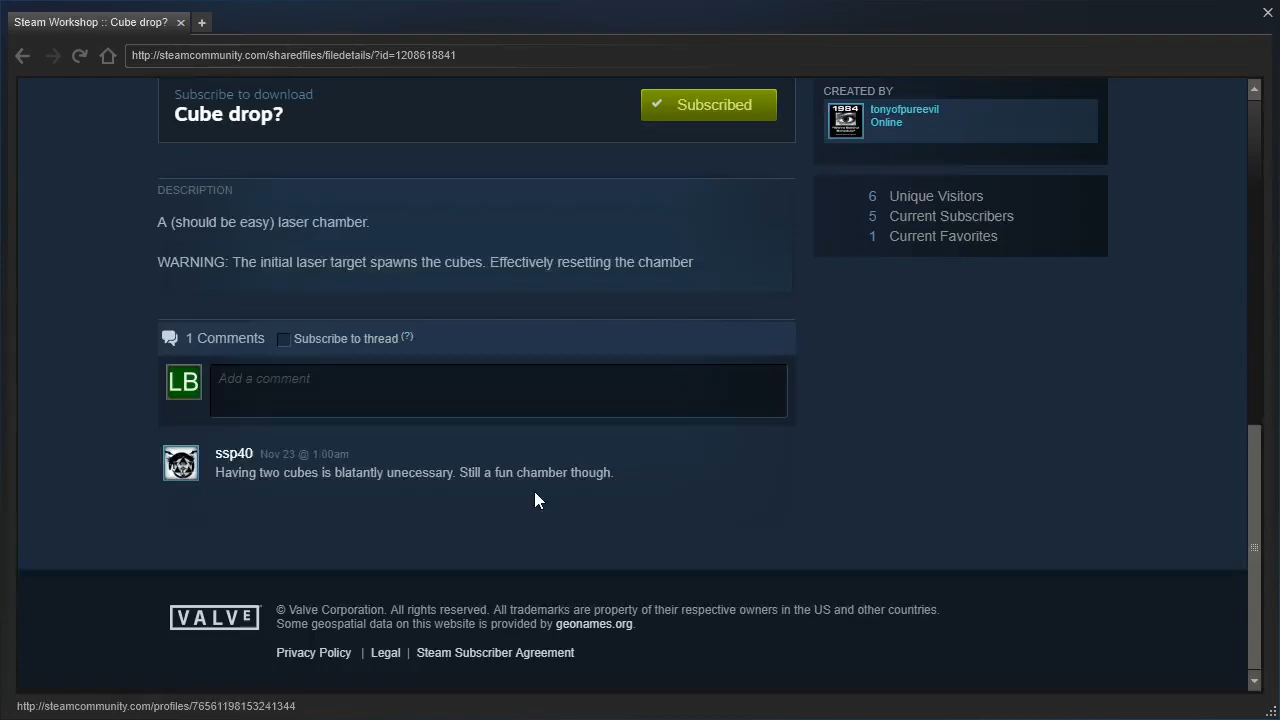 Steam Workshop :: Cube drop?
http://steamcommunity.com/sharedfiles/filedetails/?id=1208618841
Subscribe to download
Cube drop?
Subscribed
CREATED BY
1984
tonyofpureevil
Online
6 Unique Visitors
5 Current Subscribers
1 Current Favorites
DESCRIPTION
A (should be easy) laser chamber.
WARNING: The initial laser target spawns the cubes. Effectively resetting the chamber
1 Comments Subscribe to thread (?)
LB
Add a comment
ssp40 Nov 23 @ 1:00am
Having two cubes is blatantly unecessary. Still a fun chamber though.
VALVE
© Valve Corporation. All rights reserved. All trademarks are property of their respective owners in the US and other countries.
Some geospatial data on this website is provided by geonames.org.
Privacy Policy | Legal | Steam Subscriber Agreement
http://steamcommunity.com/profiles/76561198153241344